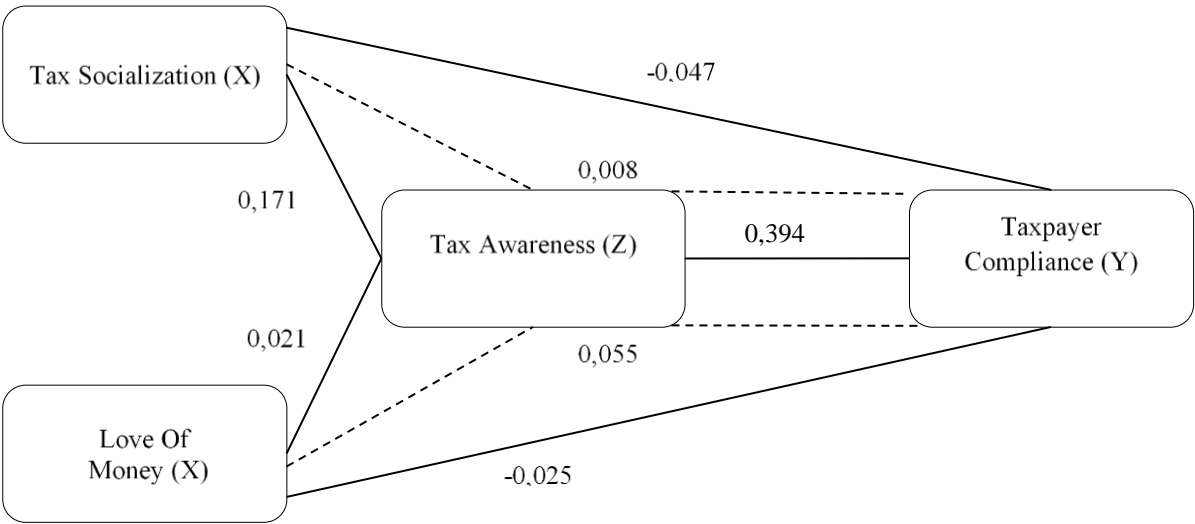 Tax Socialization (X)
-0,047
0,008
0,171
Tax Awareness (Z)
0,394
Taxpayer
Compliance (Y)
0,021
0,055
Love Of
Money (X)
-0,025